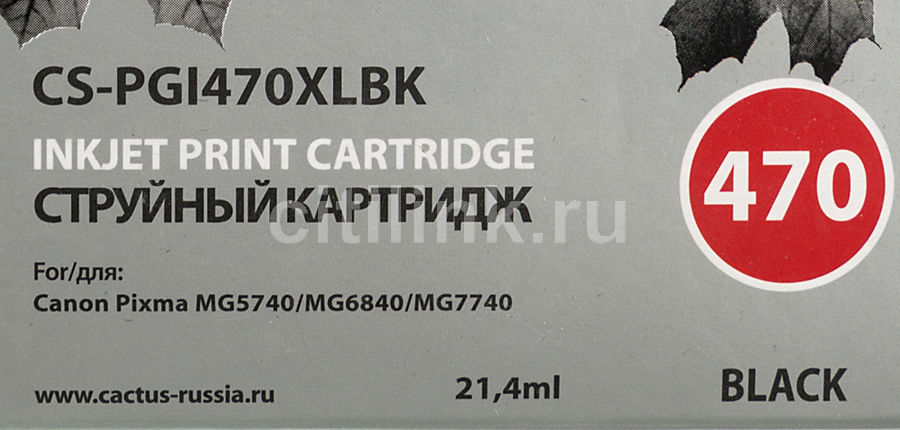 CS-PGI470XLBK
INKJET PRINT CARTRIDGE
СТРУЙНЫЙ КАРТРИДЖ
citilink.ru
470
For/для:
Canon Pixma MG5740/MG6840/MG7740
www.cactus-russia.ru
21,4ml
BLACK